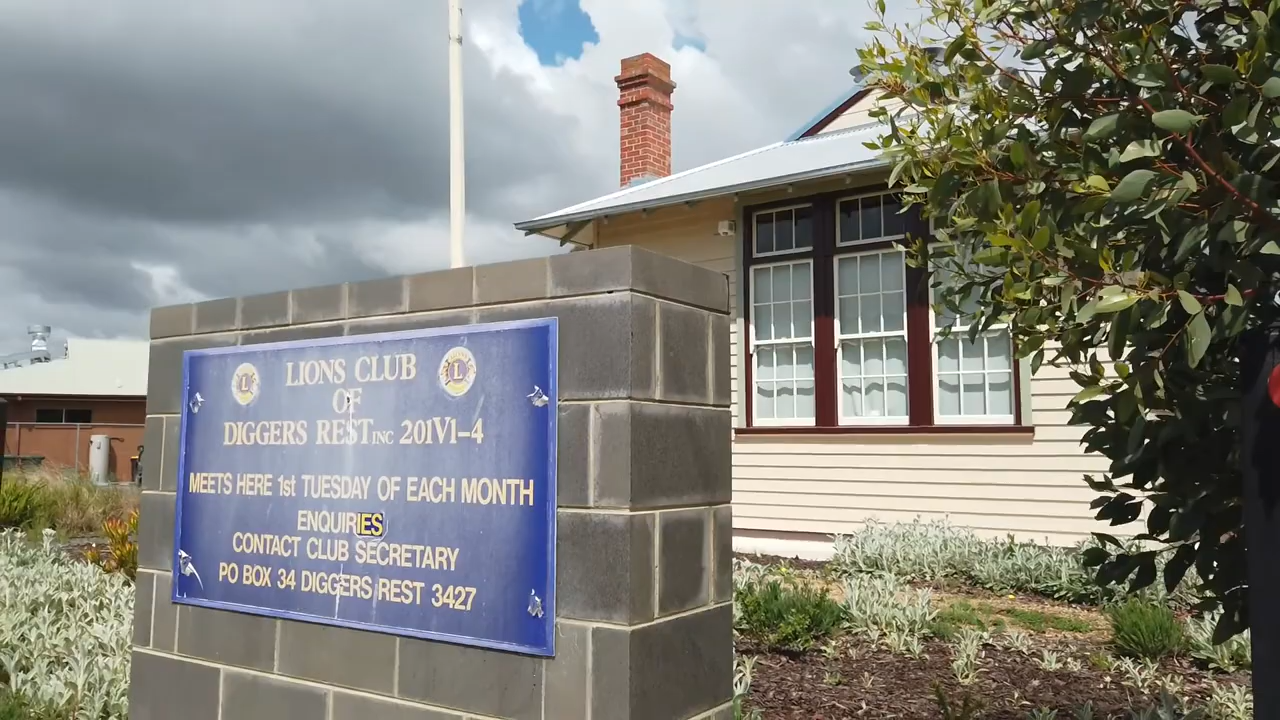 LIONS CLUB
OF
DIGGERS REST INC 201V1-4
MEETS HERE 1st TUESDAY OF EACH MONTH
ENQUIRIES
CONTACT CLUB SECRETARY
PO BOX 34 DIGGERS REST 3427